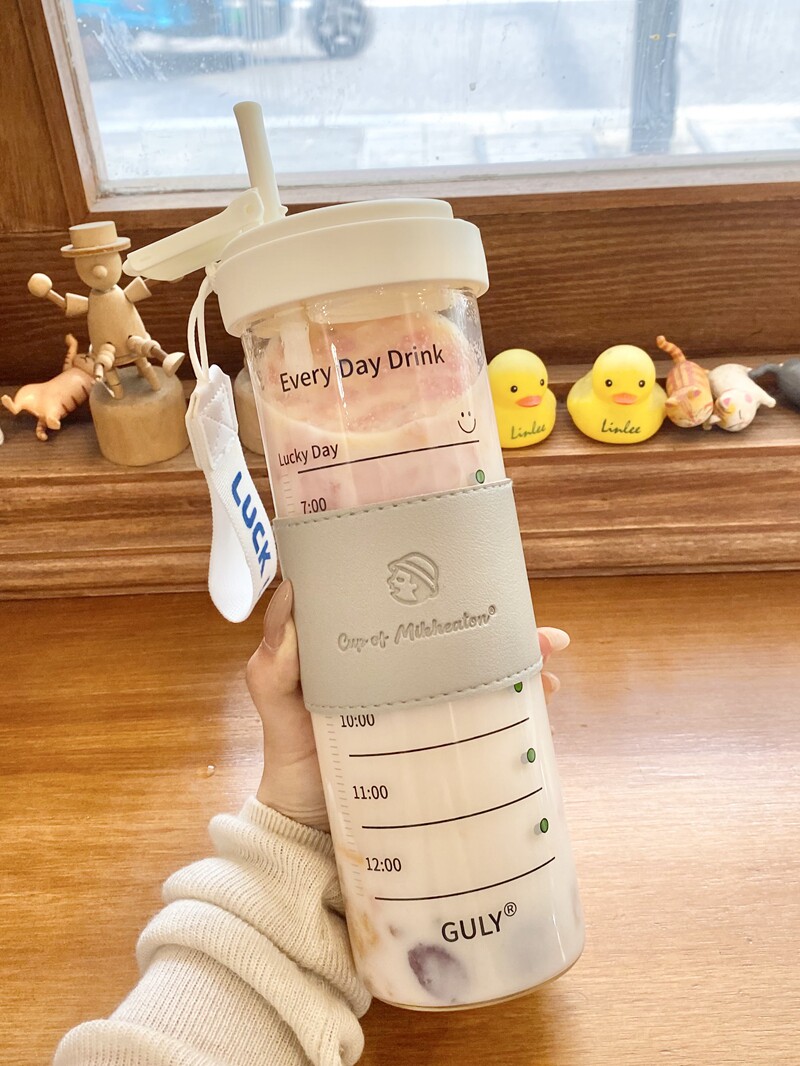 Every Day Drink
Lucky Day
7:00
LUCK
Cup of Mikheaton®
10:00
11:00
12:00
GULY®
Linlee
Linlee